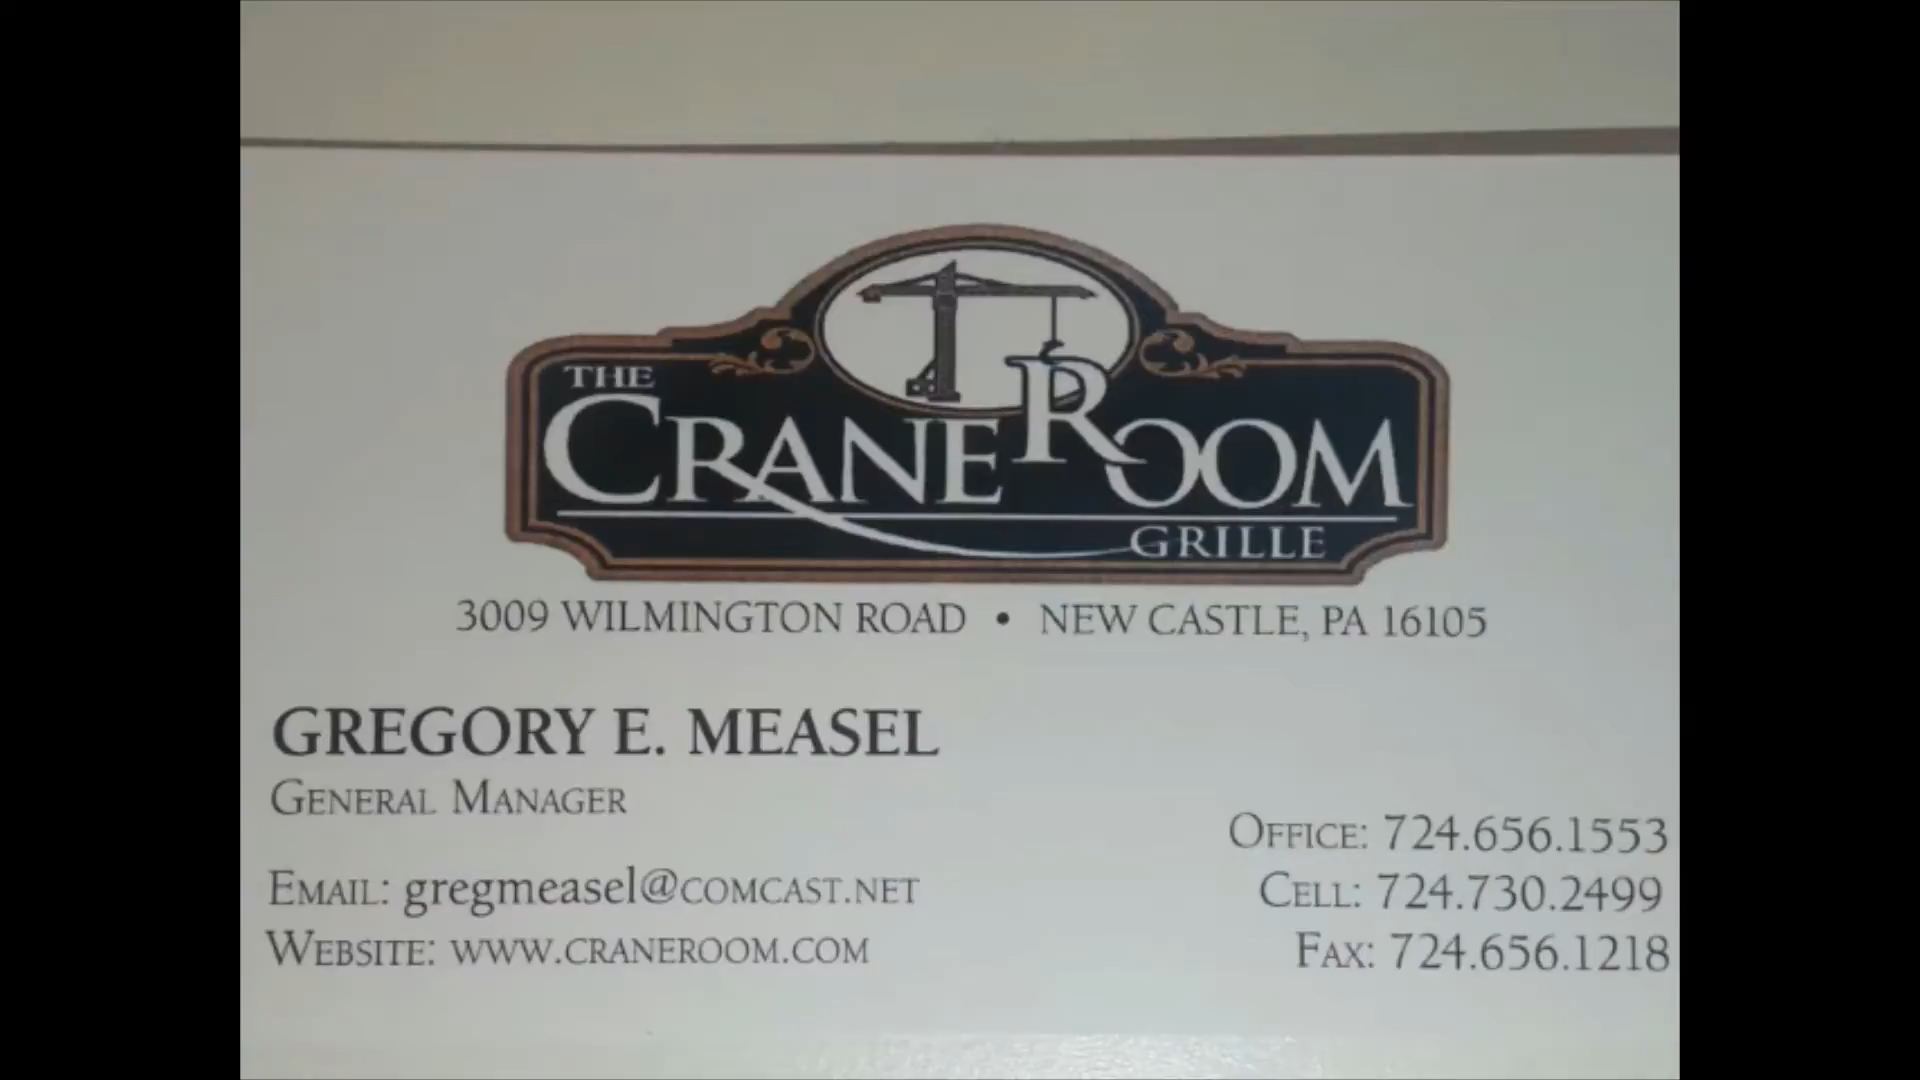 THE
CRANE ROOM
GRILLE
3009 WILMINGTON ROAD • NEW CASTLE, PA 16105
GREGORY E. MEASEL
GENERAL MANAGER
EMAIL: gregmeasel@COMCAST.NET
WEBSITE: WWW.CRANEROOM.COM
OFFICE: 724.656.1553
CELL: 724.730.2499
FAX: 724.656.1218